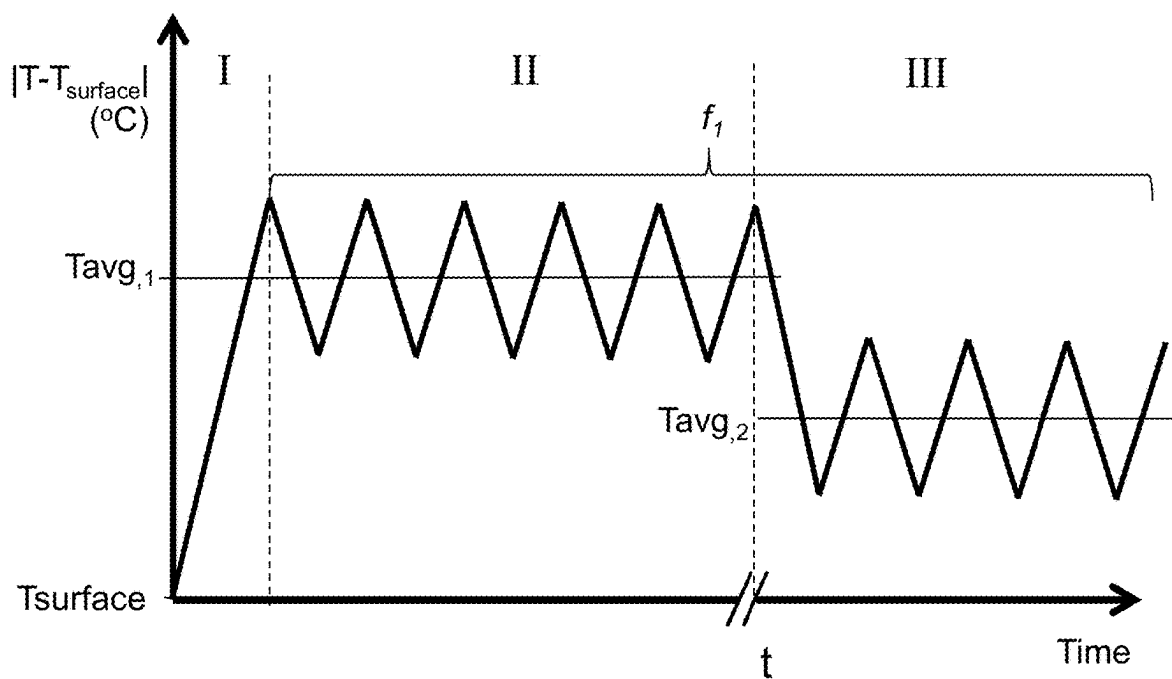 I
II
III
|T-Tsurface|
(°C)
f1
Tavg,1
Tavg,2
Tsurface
t
Time